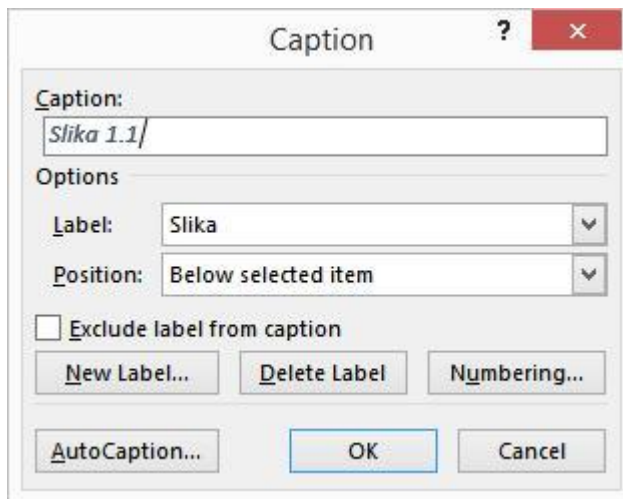 Caption
?
×
Caption:
Slika 1.1
Options
Label:
Slika
Position:
Below selected item
Exclude label from caption
New Label...
Delete Label
Numbering...
AutoCaption...
OK
Cancel